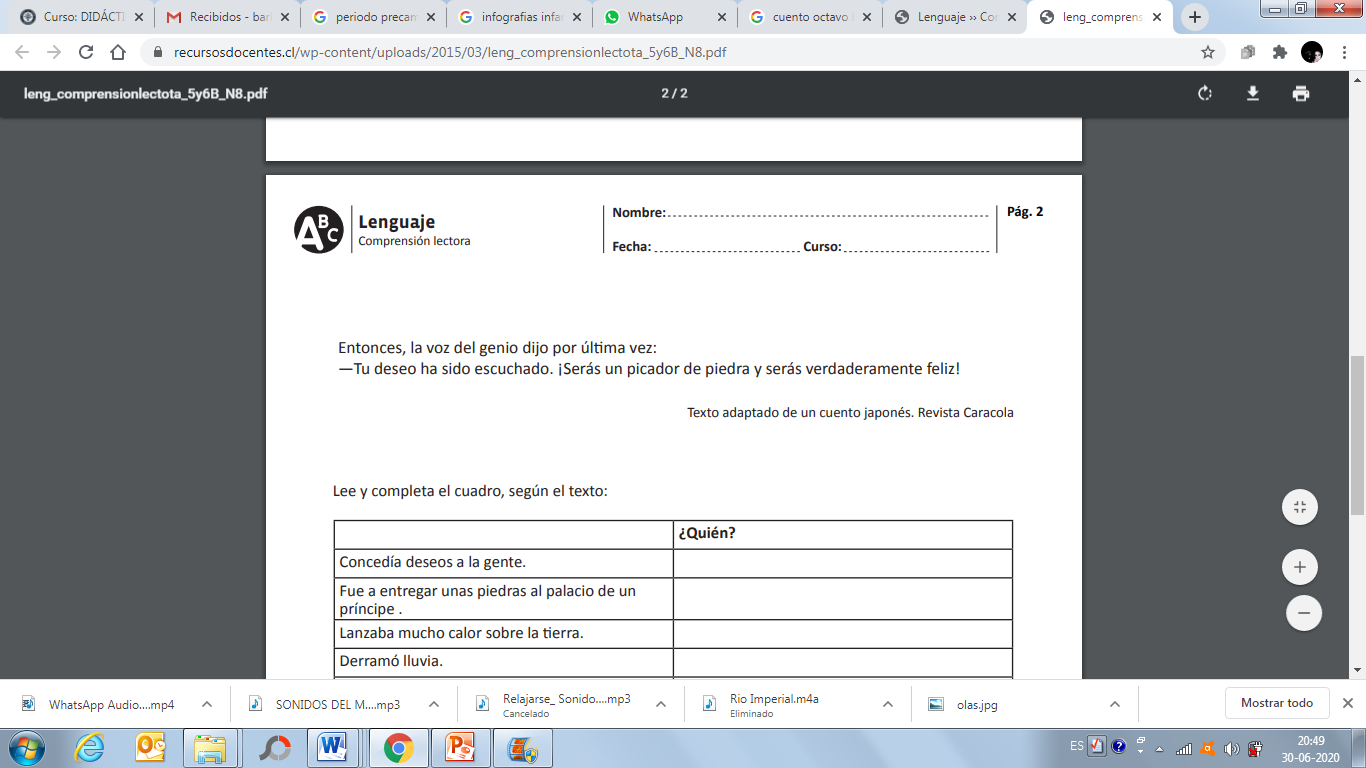 Curso: DIDÁCTI
Recibidos - bar
periodo precam
infografias infan
WhatsApp
cuento octavo
Lenguaje ›› Con
leng_comprens
recursosdocentes.cl/wp-content/uploads/2015/03/leng_comprensionlectota_5y6B_N8.pdf
leng_comprensionlectota_5y6B_N8.pdf
2 / 2
ABC
Lenguaje
Comprensión lectora
Nombre:
Fecha: Curso:
Pág. 2
Entonces, la voz del genio dijo por última vez:
—Tu deseo ha sido escuchado. ¡Serás un picador de piedra y serás verdaderamente feliz!
Texto adaptado de un cuento japonés. Revista Caracola
Lee y completa el cuadro, según el texto:
¿Quién?
Concedía deseos a la gente.
Fue a entregar unas piedras al palacio de un
príncipe .
Lanzaba mucho calor sobre la tierra.
Derramó lluvia.
WhatsApp Audio....mp4
SONIDOS DEL M....mp3
Relajarse_ Sonido....mp3
Cancelado
Rio Imperial.m4a
Eliminado
olas.jpg
Mostrar todo
ES
20:49
30-06-2020